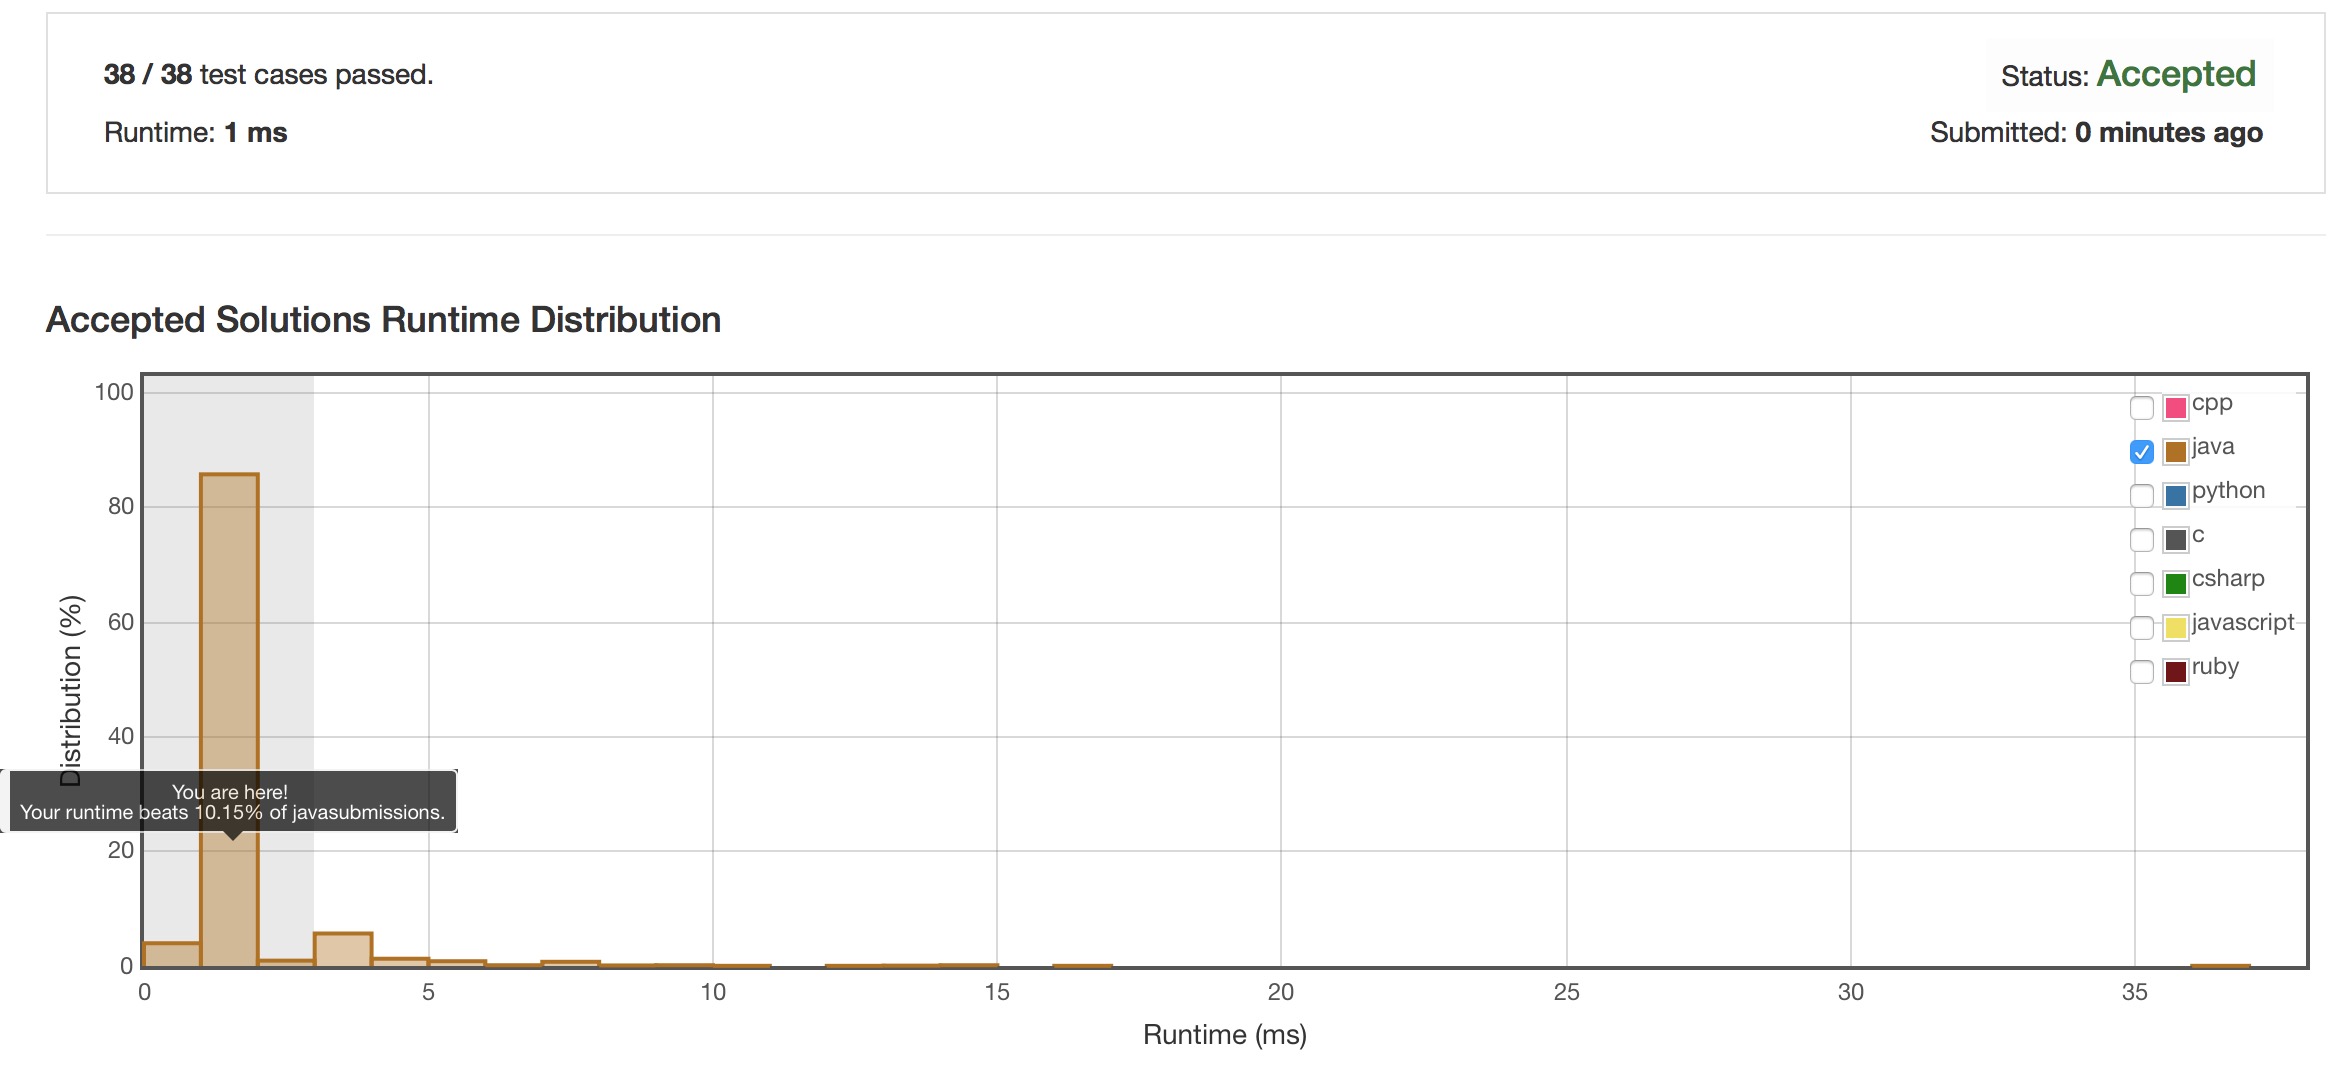 38 / 38 test cases passed.
Status: Accepted
Runtime: 1 ms
Submitted: 0 minutes ago
Accepted Solutions Runtime Distribution
100
80
60
40
20
0
Distribution (%)
You are here!
Your runtime beats 10.15% of javasubmissions.
cpp
java
python
c
csharp
javascript
ruby
0 5 10 15 20 25 30 35
Runtime (ms)